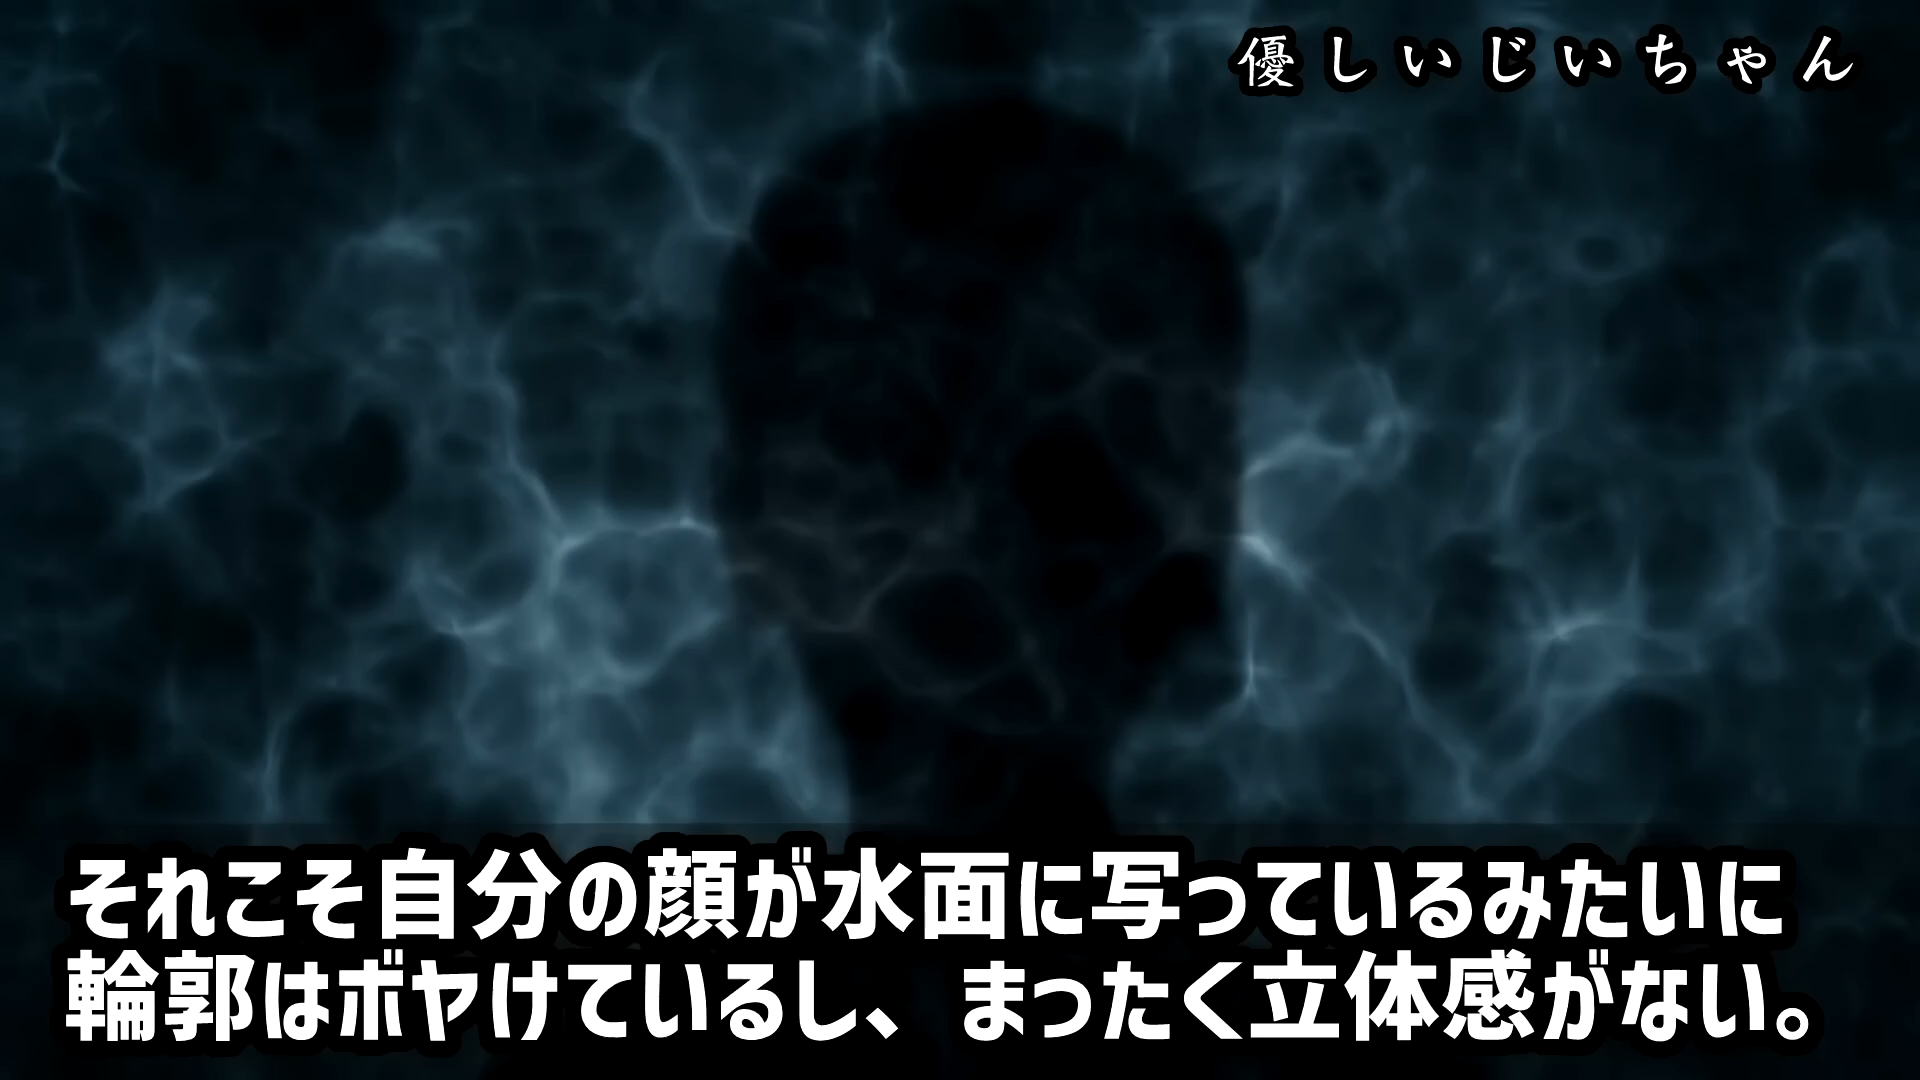 優しいじいちゃん
それこそ自分の顔が水面に写っているみたいに
輪郭はボヤけているし、まったく立体感がない。